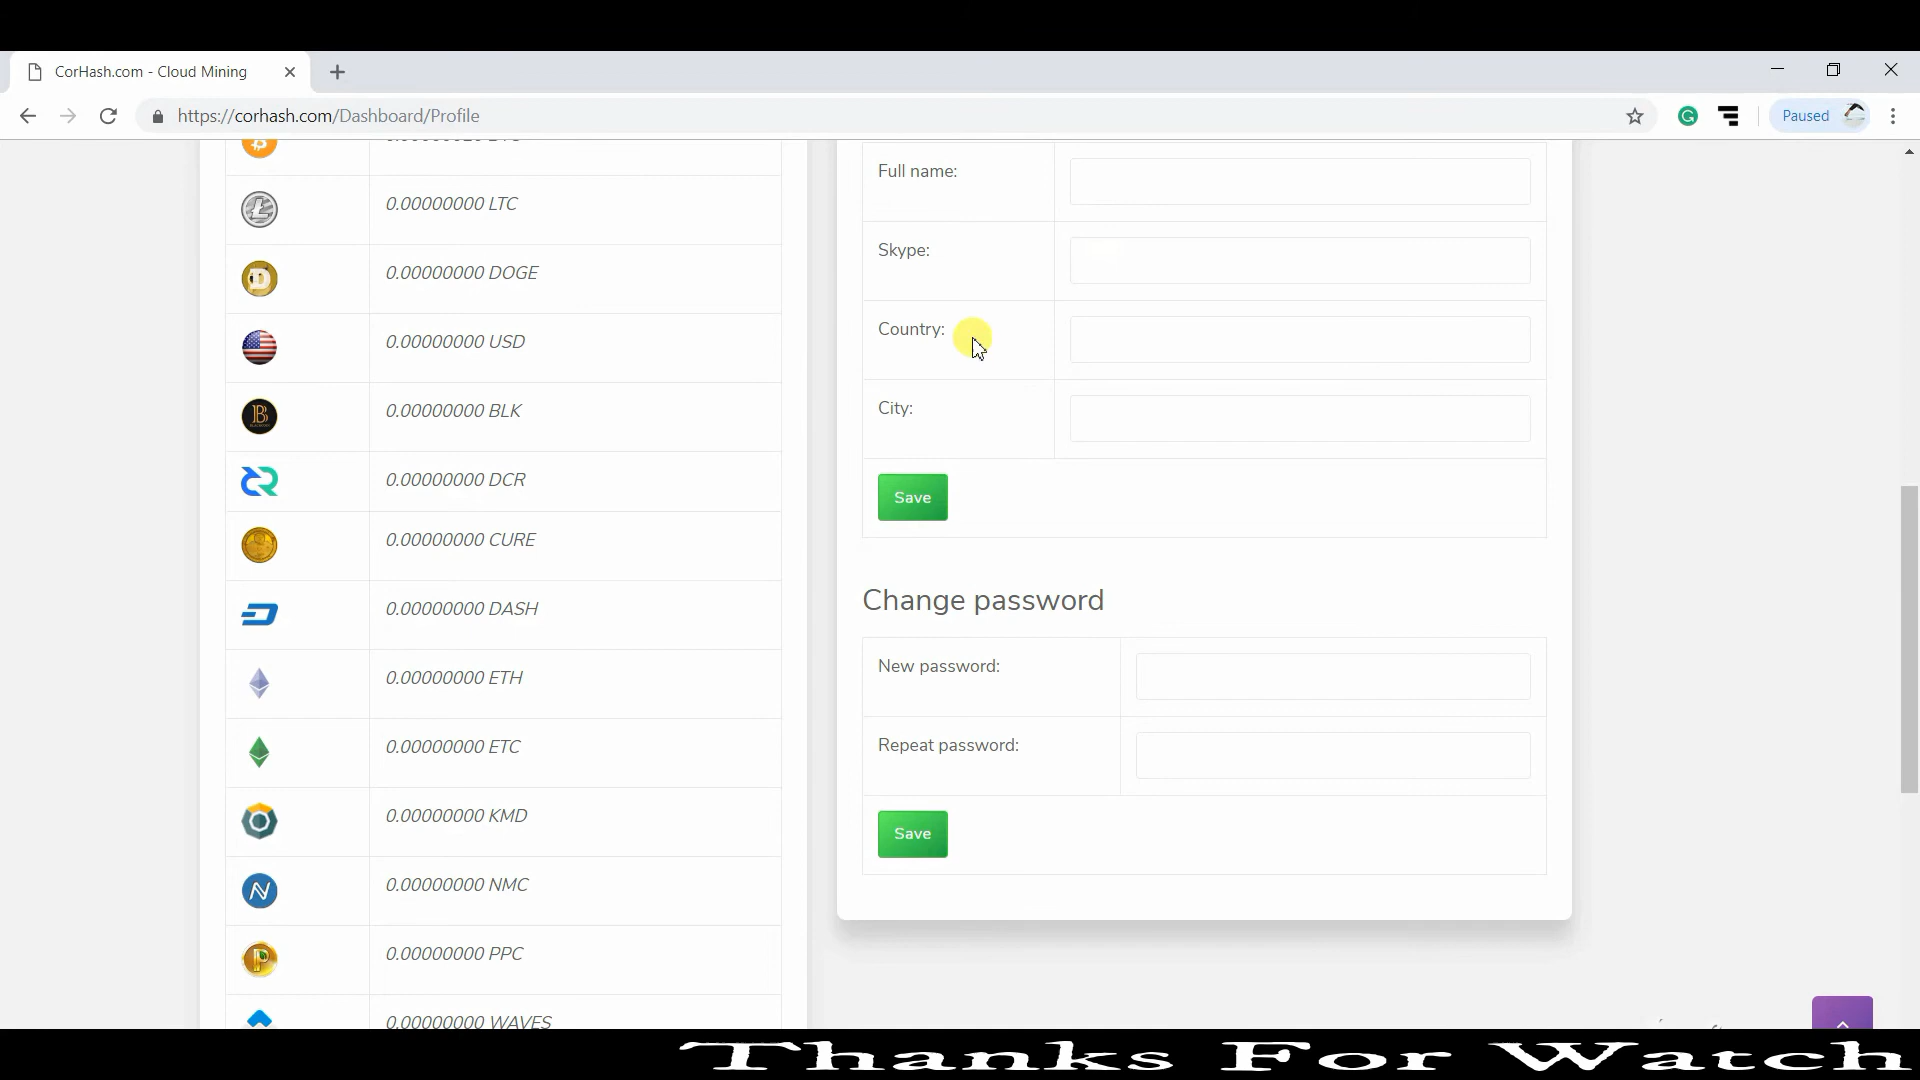 CorHash.com - Cloud Mining
https://corhash.com/Dashboard/Profile
Paused
0.00000000 LTC
0.00000000 DOGE
0.00000000 USD
0.00000000 BLK
0.00000000 DCR
0.00000000 CURE
0.00000000 DASH
0.00000000 ETH
0.00000000 ETC
0.00000000 KMD
0.00000000 NMC
0.00000000 PPC
0.00000000 WAVES
Full name:
Skype:
Country:
City:
Save
Change password
New password:
Repeat password:
Save
Thanks For Watch